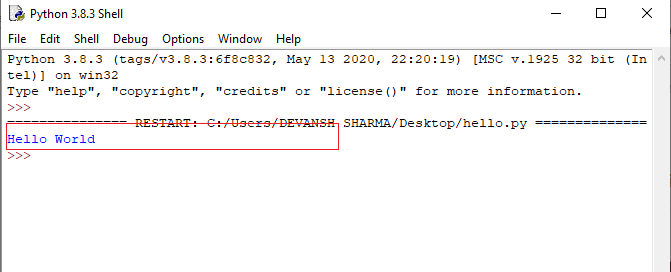 Python 3.8.3 Shell
File Edit Shell Debug Options Window Help
Python 3.8.3 (tags/v3.8.3:6f8c832, May 13 2020, 22:20:19) [MSC v.1925 32 bit (In
tel)] on win32
Type "help", "copyright", "credits" or "license()" for more information.
>>>
=============== RESTART: C:/Users/DEVANSH SHARMA/Desktop/hello.py ==============
Hello World
>>>